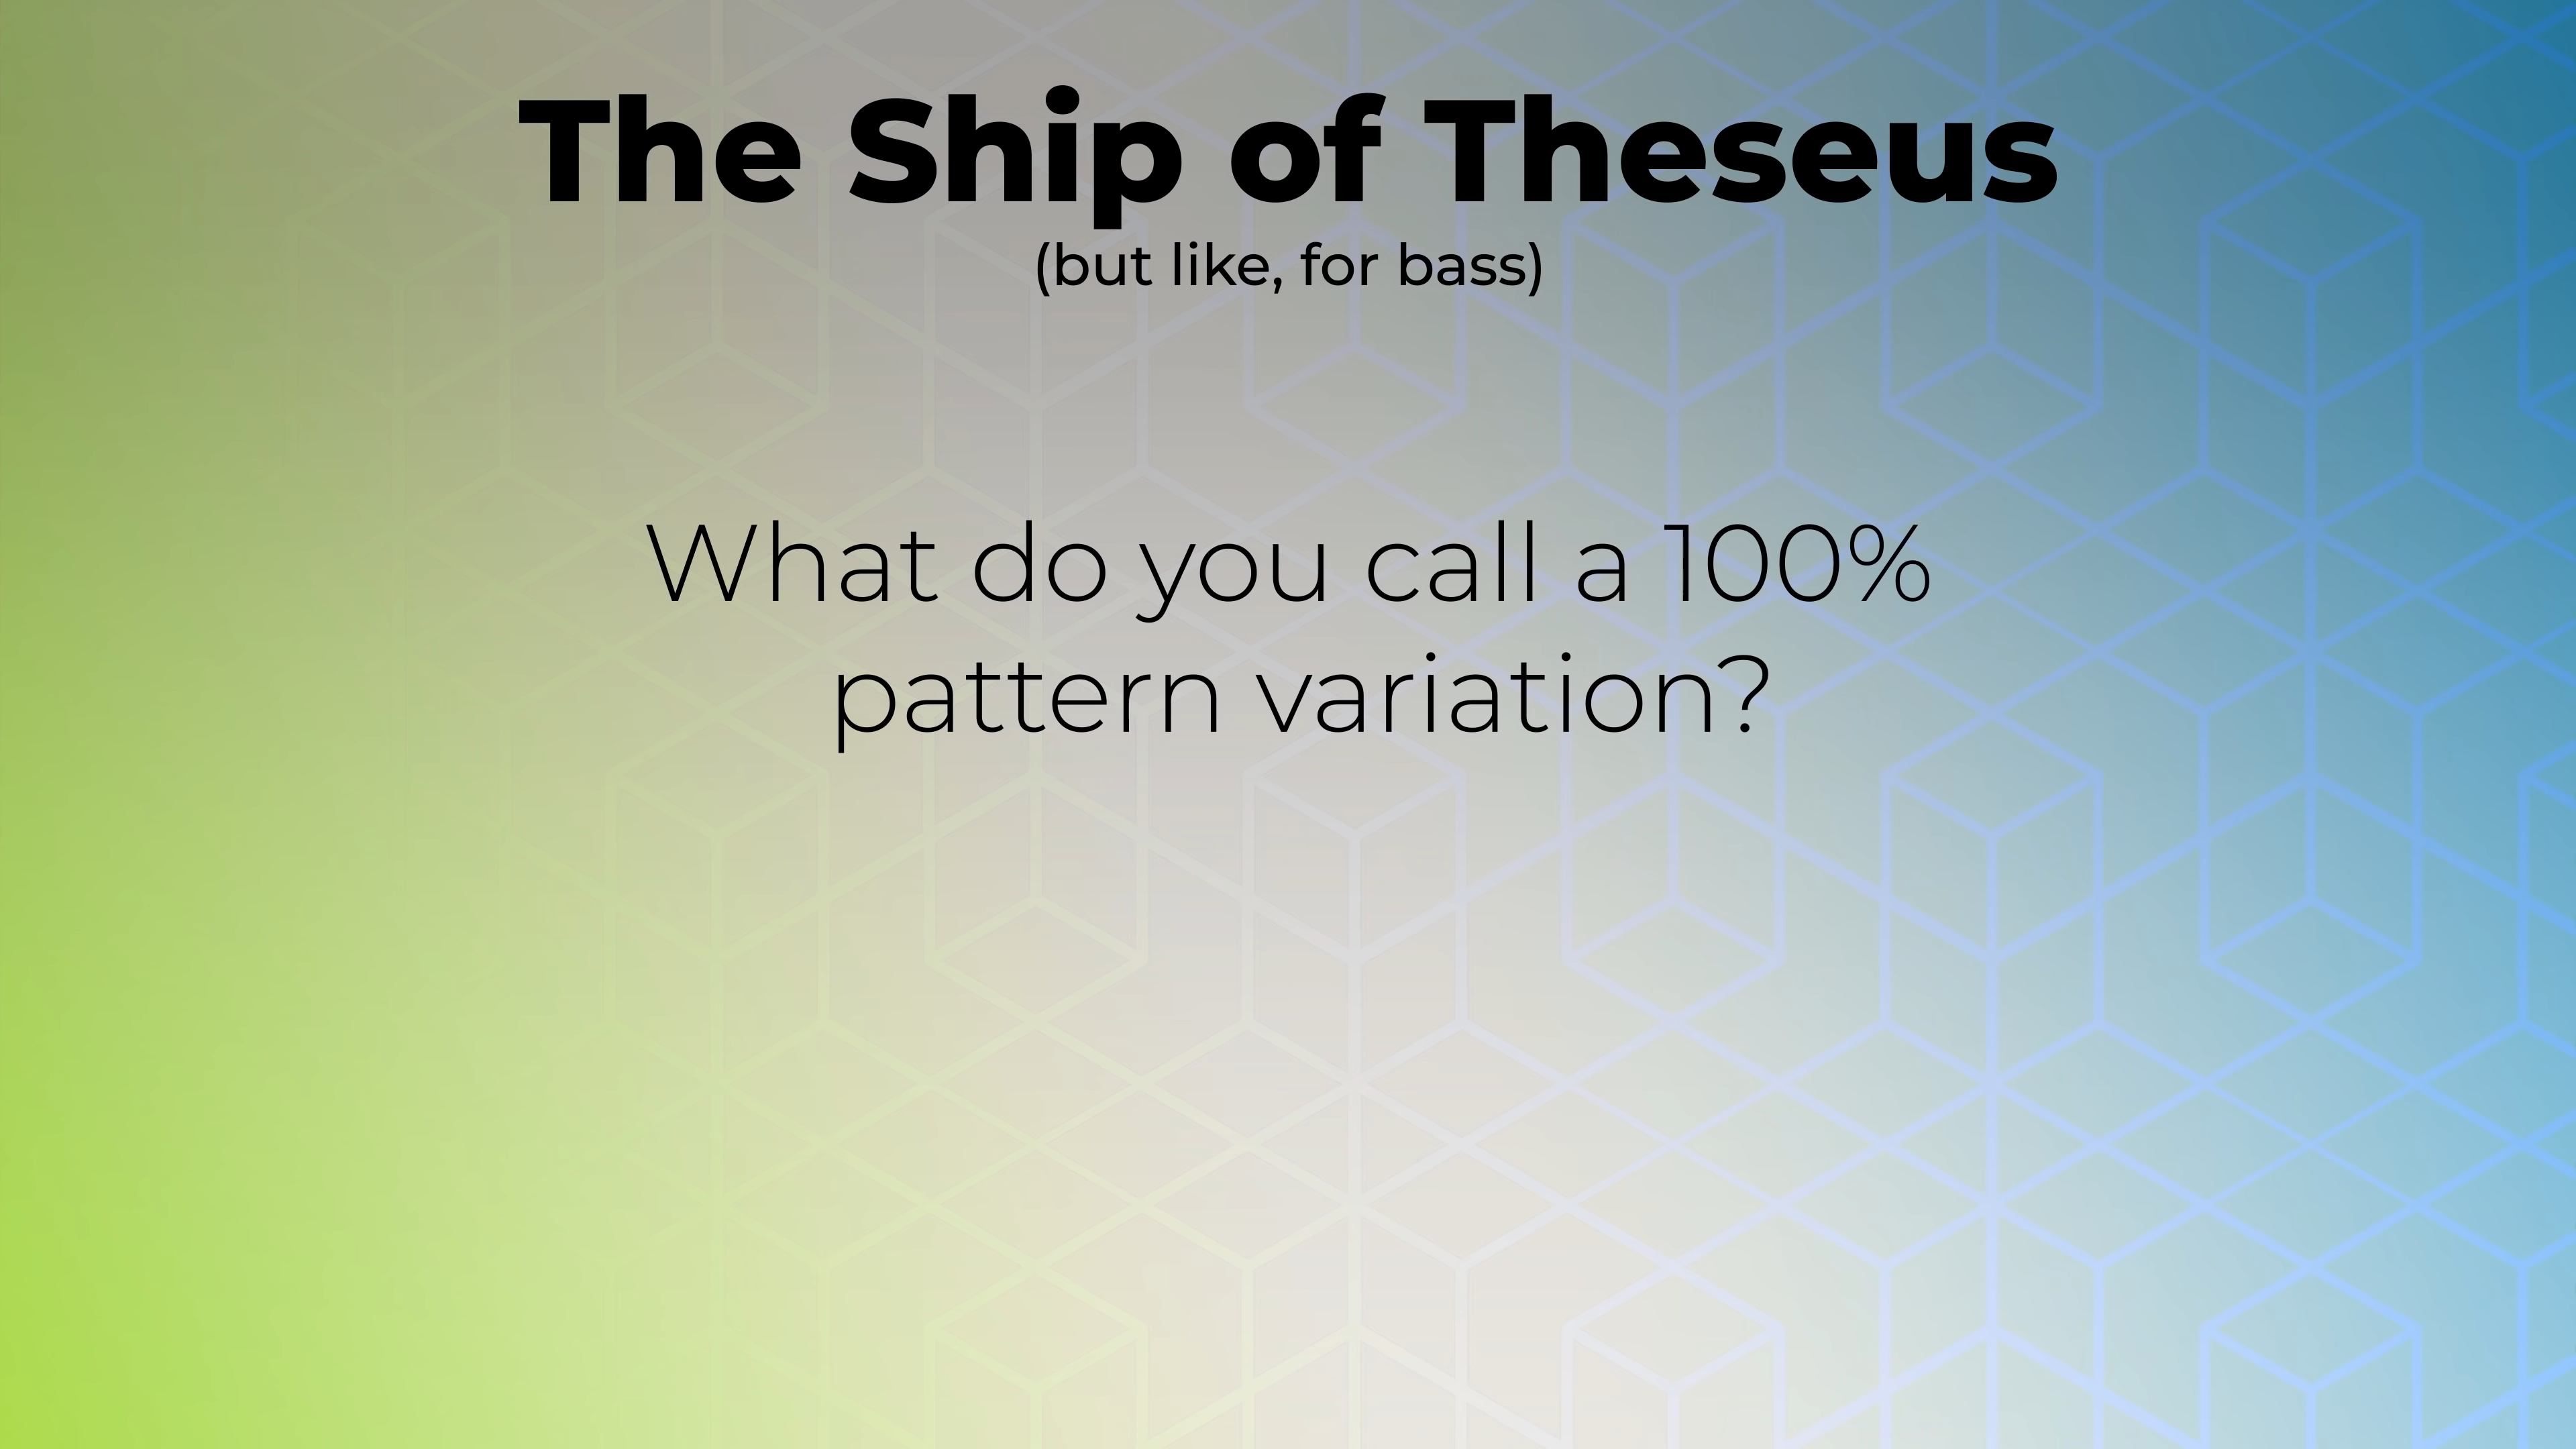 The Ship of Theseus
(but like, for bass)
What do you call a 100%
pattern variation?